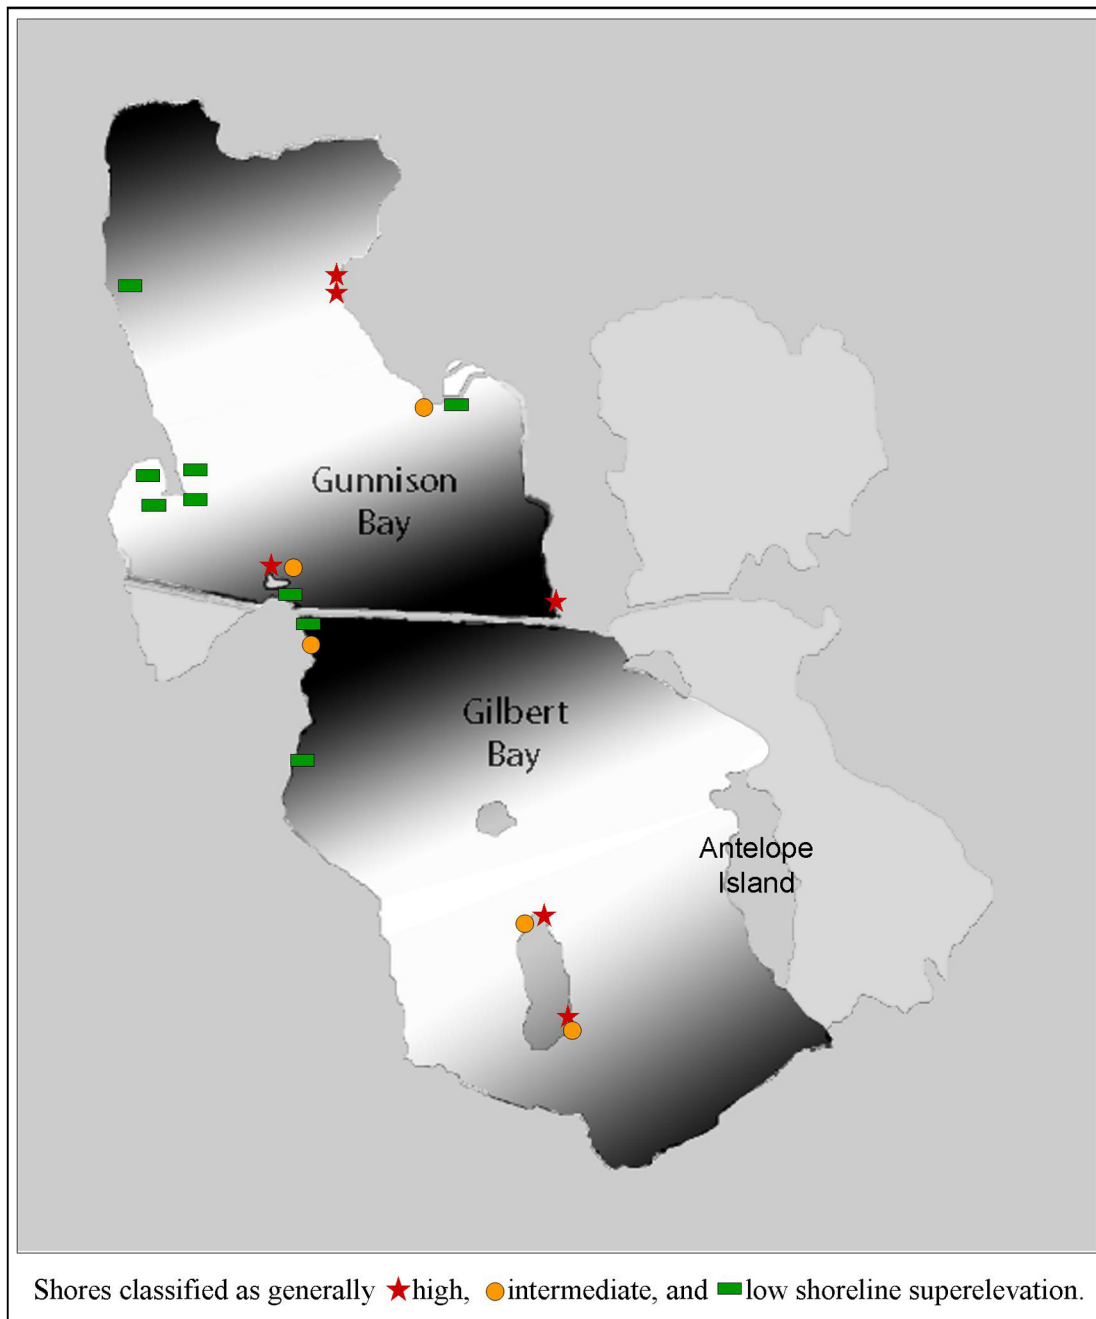 Gunnison
Bay
Gilbert
Bay
Antelope
Island
Shores classified as generally high, intermediate, and low shoreline superelevation.